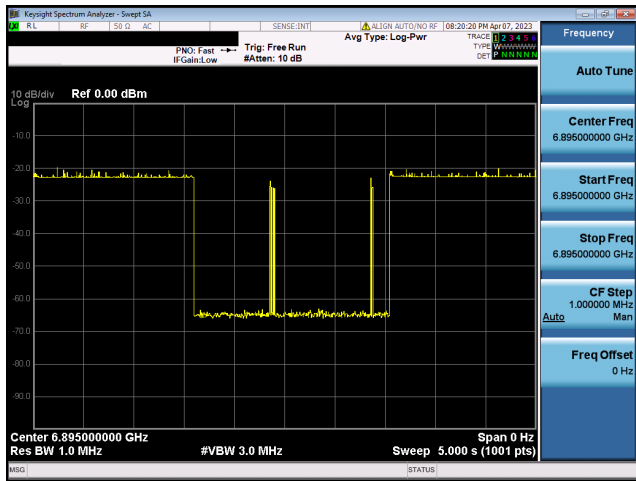 Keysight Spectrum Analyzer - Swept SA
RL RF 50 Ω AC SENSE:INT ALIGN AUTO/NO RF 08:20:20 PM Apr 07, 2023
Avg Type: Log-Pwr
TRACE 1 2 3 4 5 6
PNO: Fast Trig: Free Run TYPE WWWWWW
IFGain:Low #Atten: 10 dB DET P N N N N N
10 dB/div Ref 0.00 dBm
Log
-10.0
-20.0
-30.0
-40.0
-50.0
-60.0
-70.0
-80.0
-90.0
Center 6.895000000 GHz Span 0 Hz
Res BW 1.0 MHz #VBW 3.0 MHz Sweep 5.000 s (1001 pts)
MSG STATUS
Frequency
Auto Tune
Center Freq
6.895000000 GHz
Start Freq
6.895000000 GHz
Stop Freq
6.895000000 GHz
CF Step
1.000000 MHz
Auto Man
Freq Offset
0 Hz